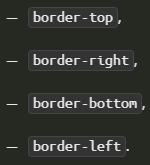 — border-top,
— border-right,
— border-bottom,
— border-left.